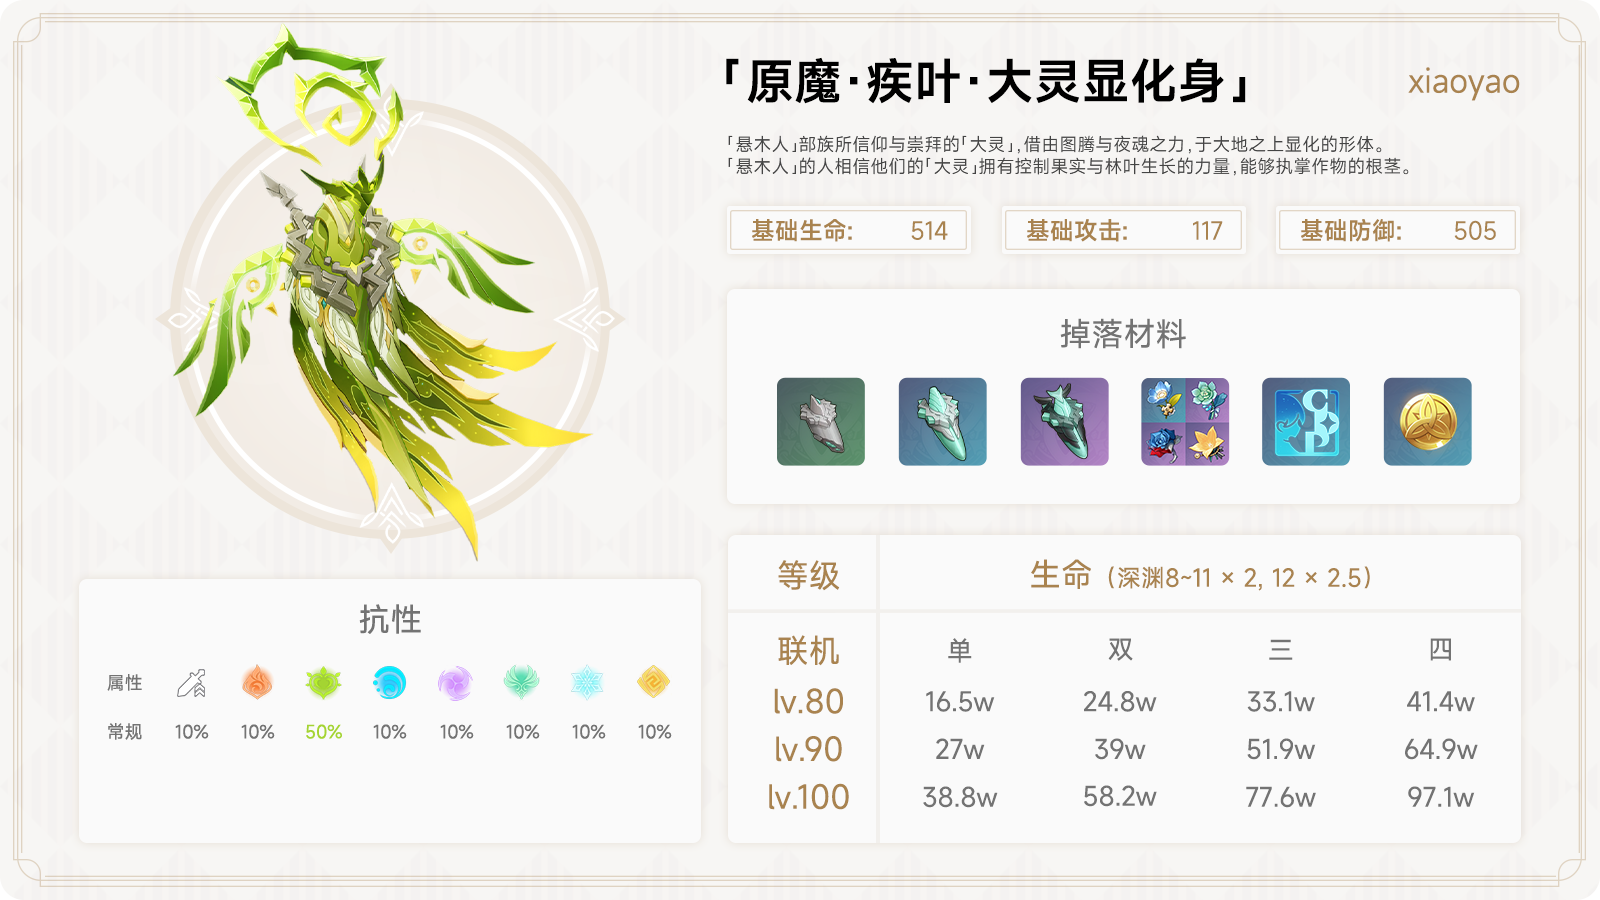 「原魔·疾叶·大灵显化身」
xiaoyao
「悬木人」部族所信仰与崇拜的「大灵」,借由图腾与夜魂之力,于大地之上显化的形体。
「悬木人」的人相信他们的「大灵」拥有控制果实与林叶生长的力量,能够执掌作物的根茎。
基础生命: 514
基础攻击: 117
基础防御: 505
掉落材料
抗性
属性
常规 10% 10% 50% 10% 10% 10% 10% 10%
等级 生命（深渊8~11 × 2, 12 × 2.5）
联机 单 双 三 四
lv.80 16.5w 24.8w 33.1w 41.4w
lv.90 27w 39w 51.9w 64.9w
lv.100 38.8w 58.2w 77.6w 97.1w